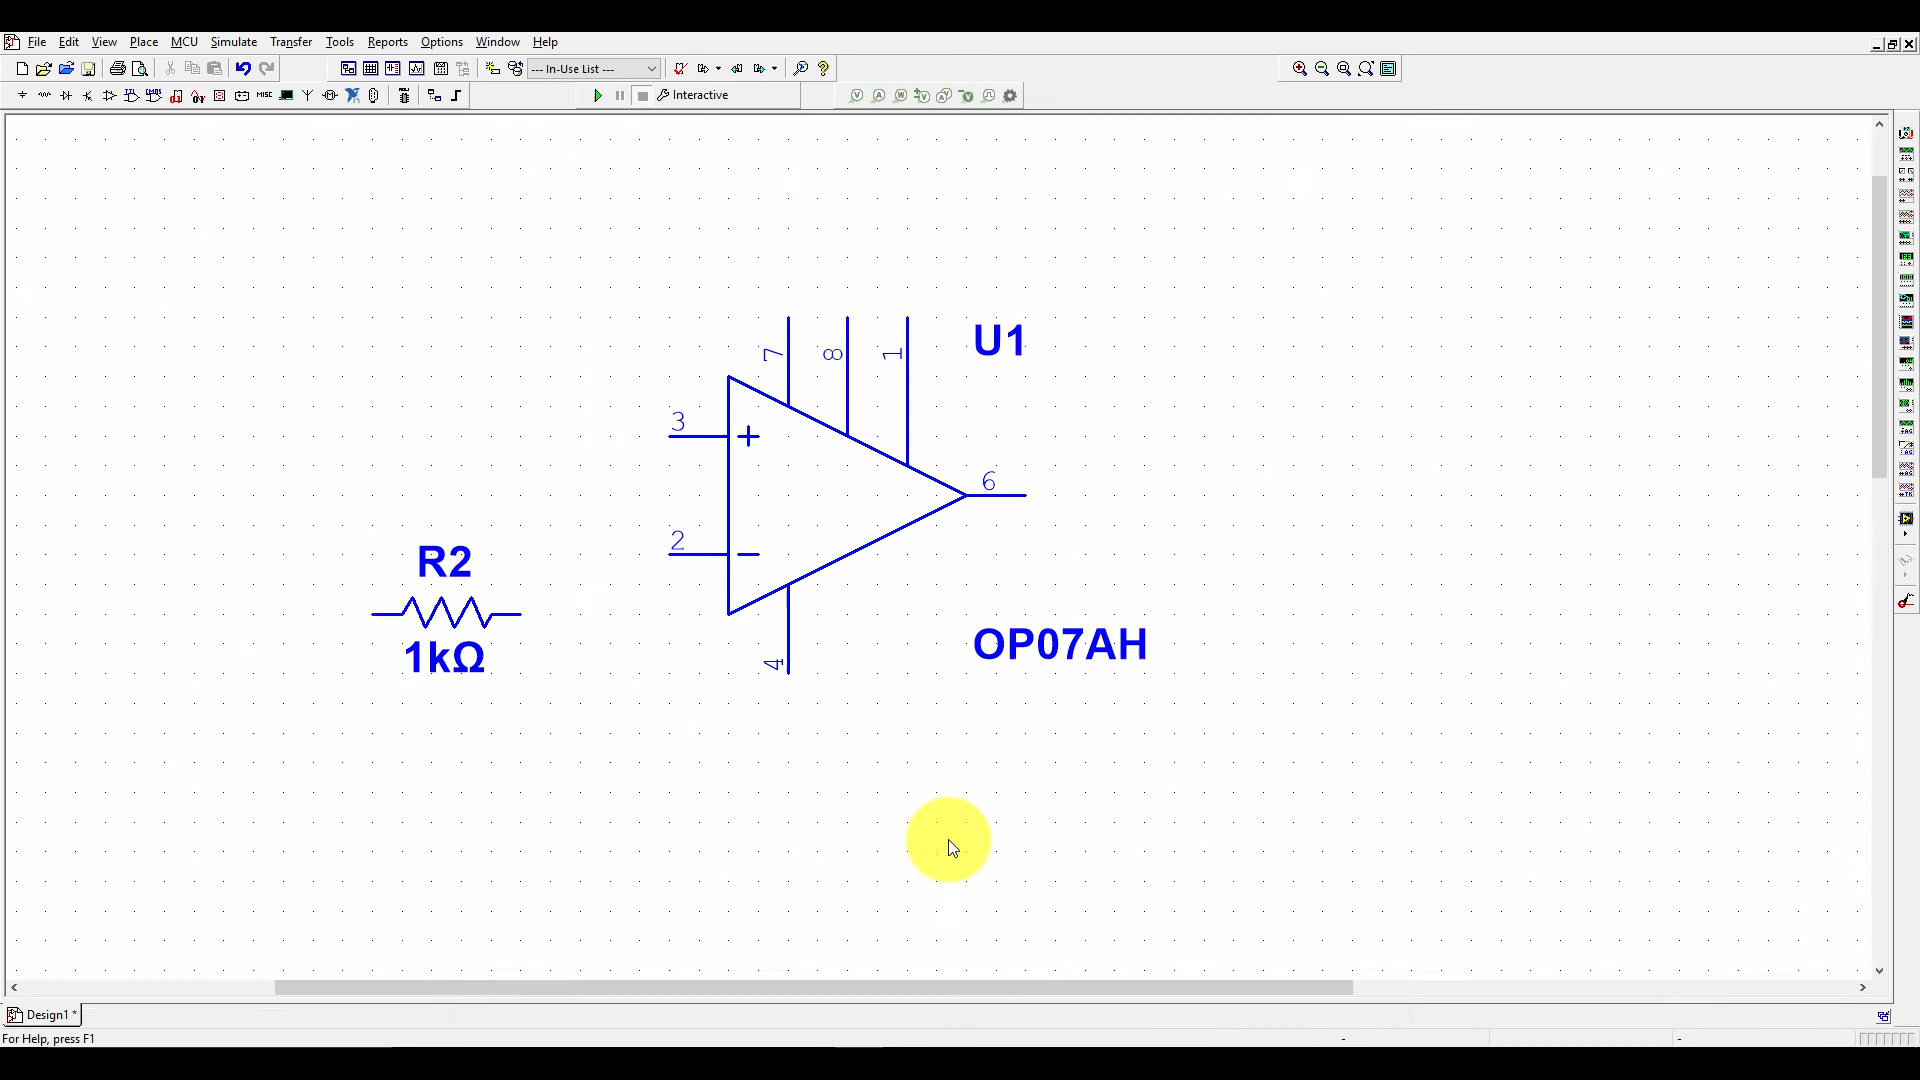 File Edit View Place MCU Simulate Transfer Tools Reports Options Window Help
--- In-Use List ---
MISC Interactive
7 8 1 U1
3 +
6
2 −
R2
1kΩ
4 OP07AH
Design1 *
For Help, press F1 - -